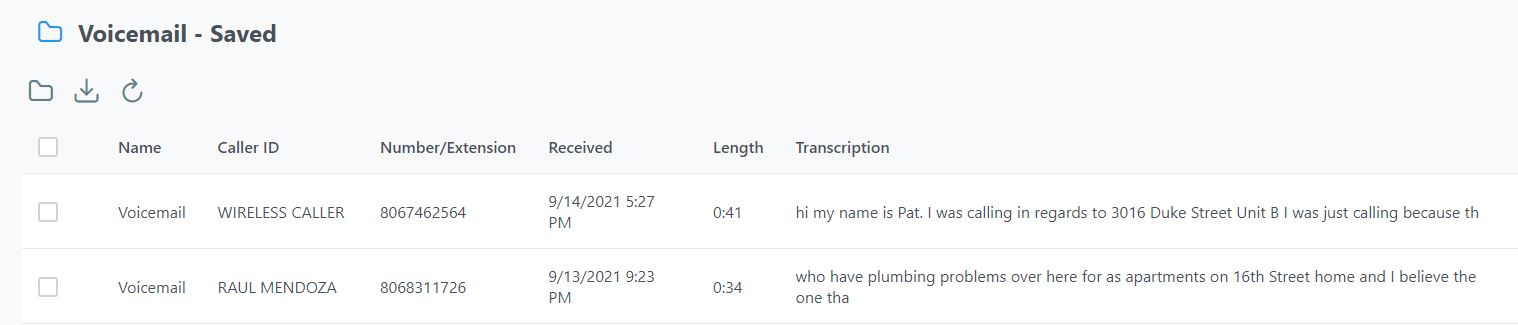 Voicemail - Saved
Name Caller ID Number/Extension Received Length Transcription
Voicemail WIRELESS CALLER 8067462564 9/14/2021 5:27 PM 0:41 hi my name is Pat. I was calling in regards to 3016 Duke Street Unit B I was just calling because th
Voicemail RAUL MENDOZA 8068311726 9/13/2021 9:23 PM 0:34 who have plumbing problems over here for as apartments on 16th Street home and I believe the one tha